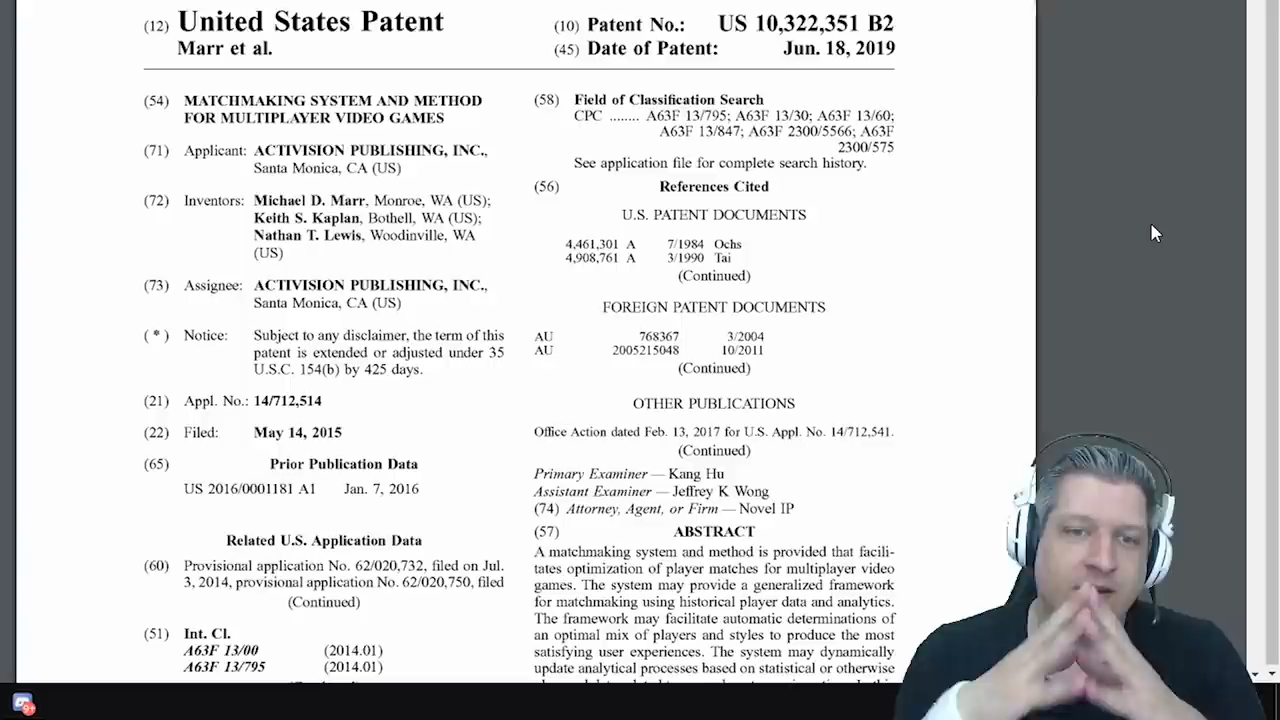 (12) United States Patent
Marr et al.
(10) Patent No.: US 10,322,351 B2
(45) Date of Patent: Jun. 18, 2019
(54) MATCHMAKING SYSTEM AND METHOD
FOR MULTIPLAYER VIDEO GAMES
(71) Applicant: ACTIVISION PUBLISHING, INC.,
Santa Monica, CA (US)
(72) Inventors: Michael D. Marr, Monroe, WA (US);
Keith S. Kaplan, Bothell, WA (US);
Nathan T. Lewis, Woodinville, WA
(US)
(73) Assignee: ACTIVISION PUBLISHING, INC.,
Santa Monica, CA (US)
( * ) Notice: Subject to any disclaimer, the term of this
patent is extended or adjusted under 35
U.S.C. 154(b) by 425 days.
(21) Appl. No.: 14/712,514
(22) Filed: May 14, 2015
(65) Prior Publication Data
US 2016/0001181 A1 Jan. 7, 2016
Related U.S. Application Data
(60) Provisional application No. 62/020,732, filed on Jul.
3, 2014, provisional application No. 62/020,750, filed
(Continued)
(51) Int. Cl.
A63F 13/00 (2014.01)
A63F 13/795 (2014.01)
(58) Field of Classification Search
CPC ........ A63F 13/795; A63F 13/30; A63F 13/60;
A63F 13/847; A63F 2300/5566; A63F
2300/575
See application file for complete search history.
(56) References Cited
U.S. PATENT DOCUMENTS
4,461,301 A 7/1984 Ochs
4,908,761 A 3/1990 Tai
(Continued)
FOREIGN PATENT DOCUMENTS
AU 768367 3/2004
AU 2005215048 10/2011
(Continued)
OTHER PUBLICATIONS
Office Action dated Feb. 13, 2017 for U.S. Appl. No. 14/712,541.
(Continued)
Primary Examiner — Kang Hu
Assistant Examiner — Jeffrey K Wong
(74) Attorney, Agent, or Firm — Novel IP
(57) ABSTRACT
A matchmaking system and method is provided that facili-
tates optimization of player matches for multiplayer video
games. The system may provide a generalized framework
for matchmaking using historical player data and analytics.
The framework may facilitate automatic determinations of
an optimal mix of players and styles to produce the most
satisfying user experiences. The system may dynamically
update analytical processes based on statistical or otherwise